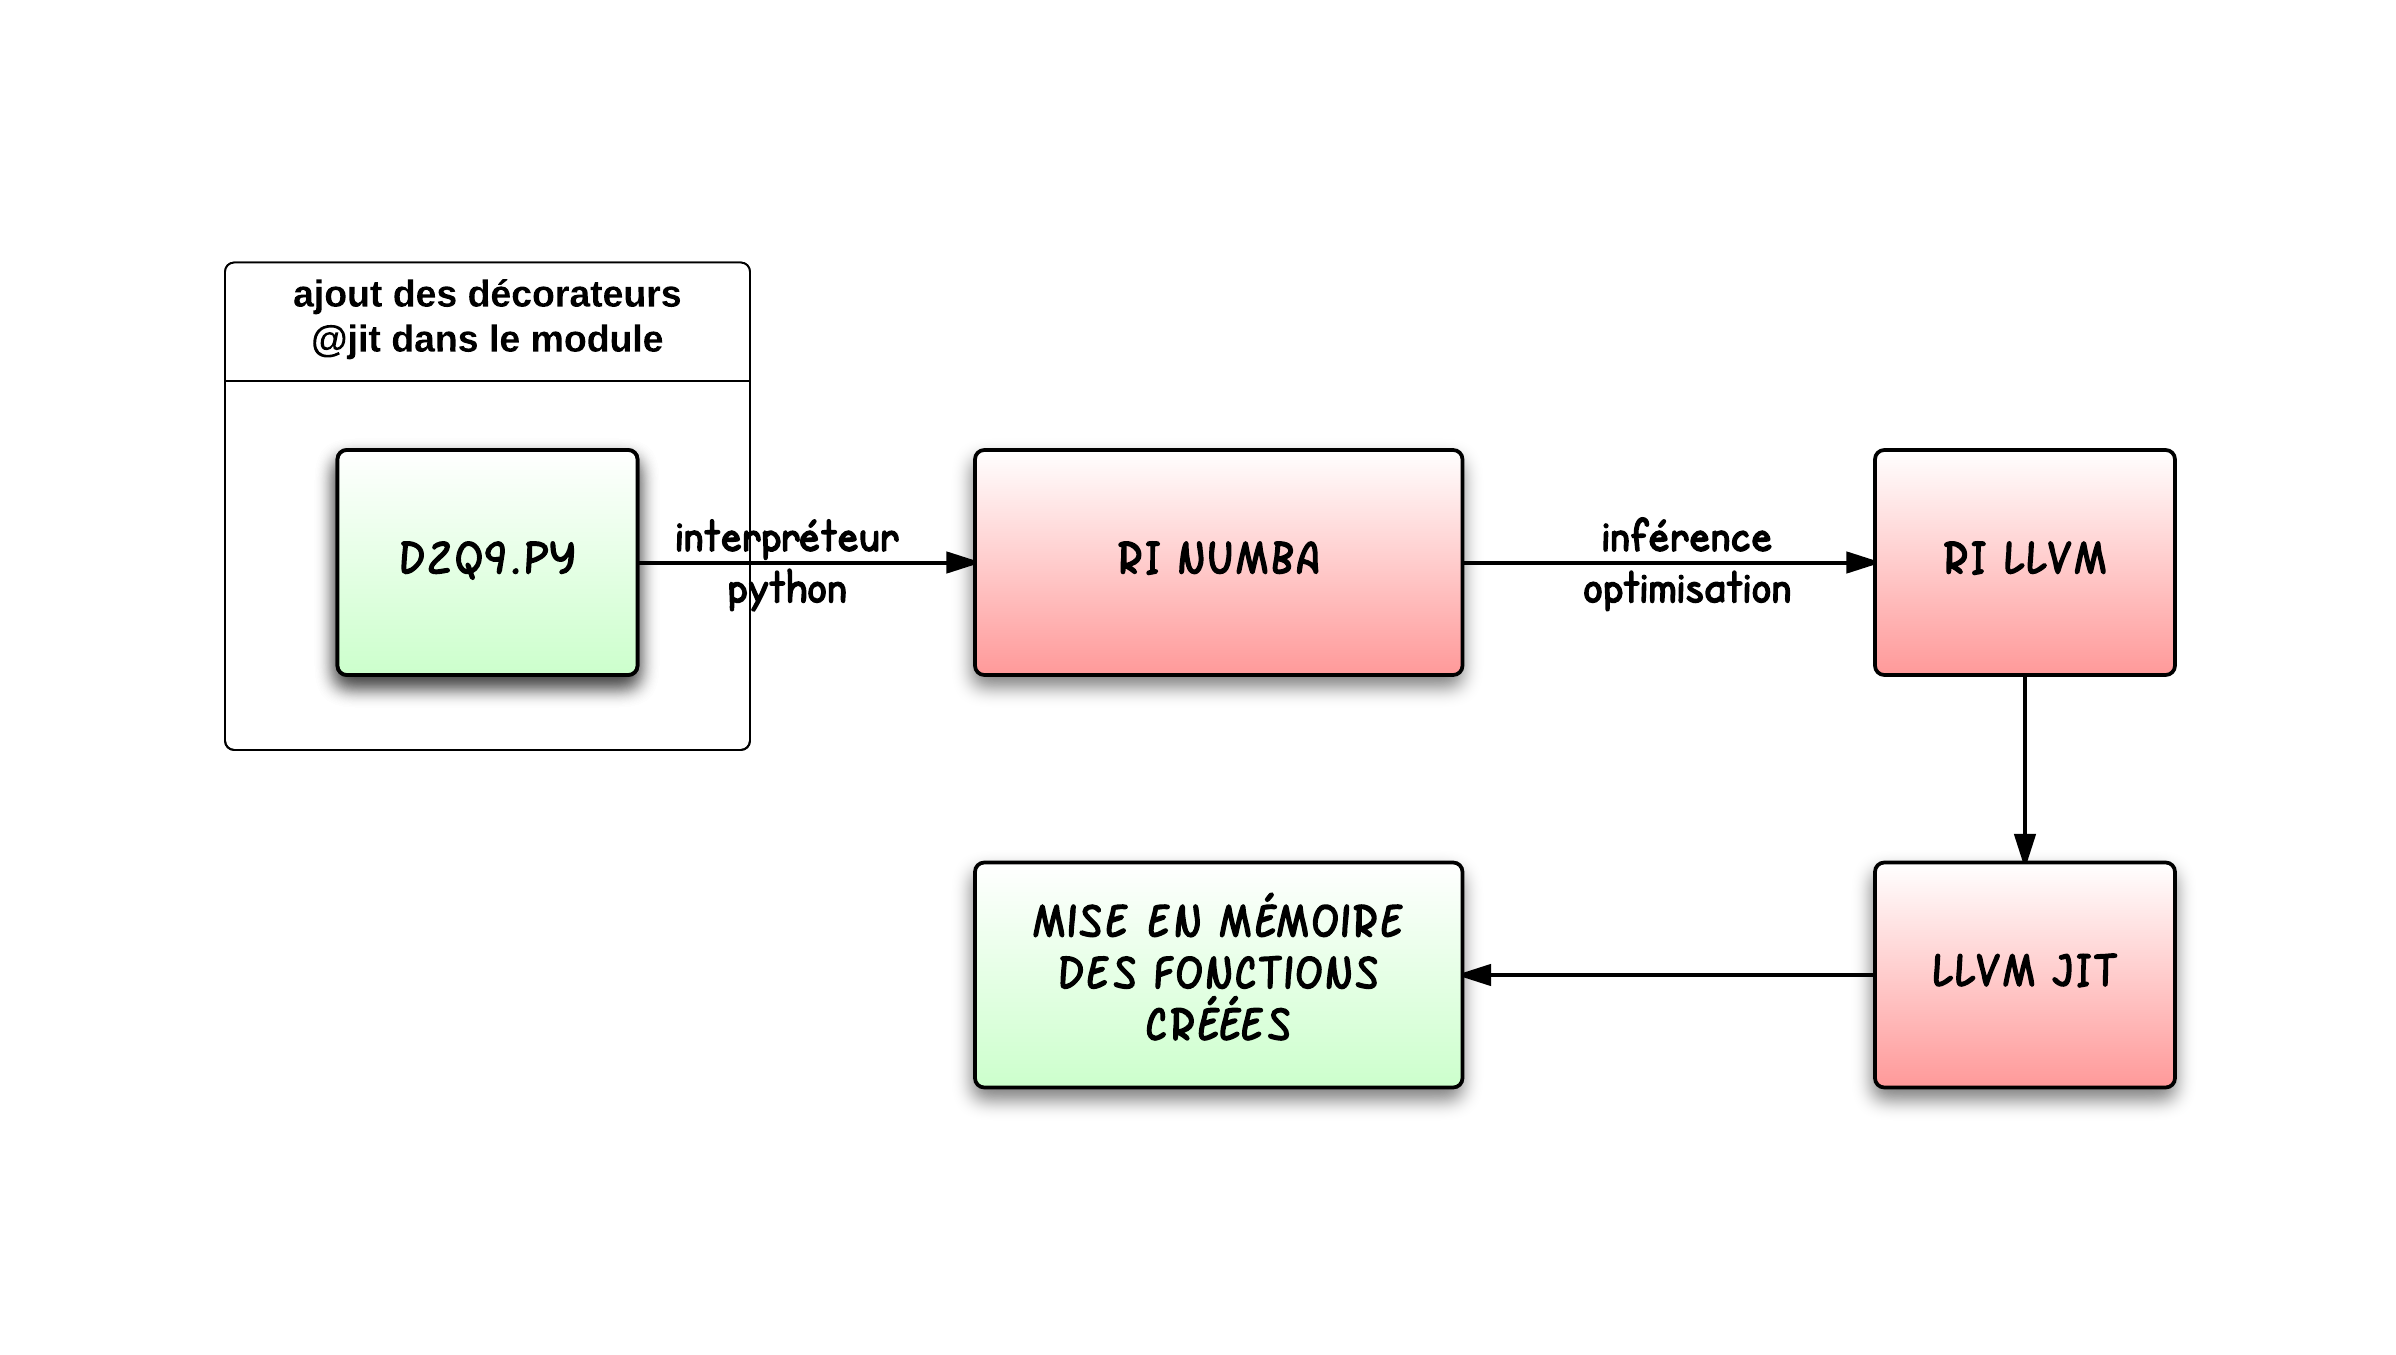 ajout des décorateurs
@jit dans le module
D2Q9.PY
interpréteur
python
RI NUMBA
inférence
optimisation
RI LLVM
MISE EN MÉMOIRE
DES FONCTIONS
CRÉÉES
LLVM JIT